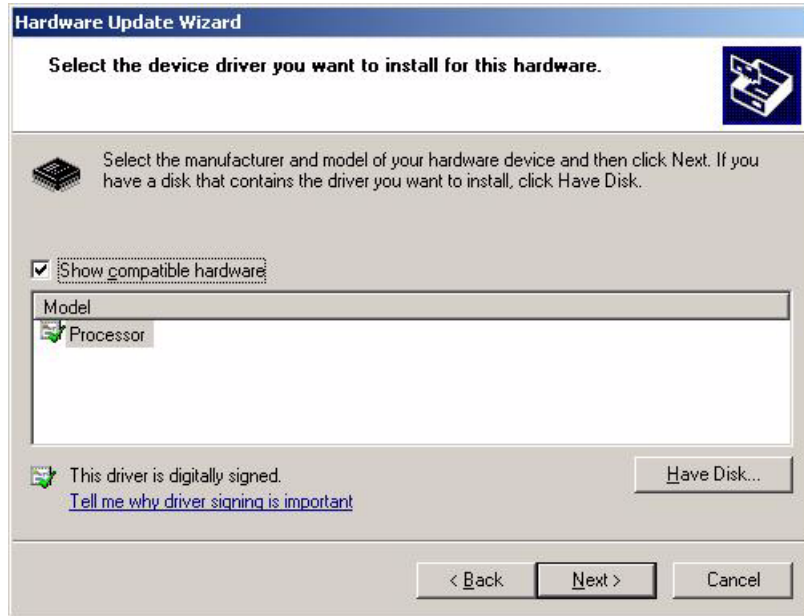 Hardware Update Wizard
Select the device driver you want to install for this hardware.
Select the manufacturer and model of your hardware device and then click Next. If you
have a disk that contains the driver you want to install, click Have Disk.
Show compatible hardware
Model
Processor
This driver is digitally signed.
Tell me why driver signing is important
Have Disk...
< Back
Next >
Cancel